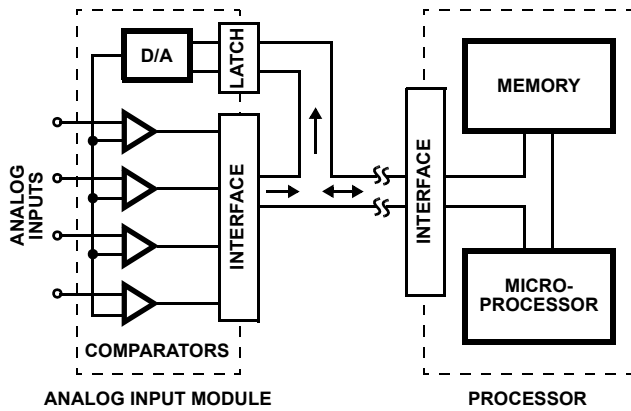 D/A
LATCH
MEMORY
ANALOG
INPUTS
INTERFACE
INTERFACE
MICRO-
PROCESSOR
COMPARATORS
ANALOG INPUT MODULE
PROCESSOR